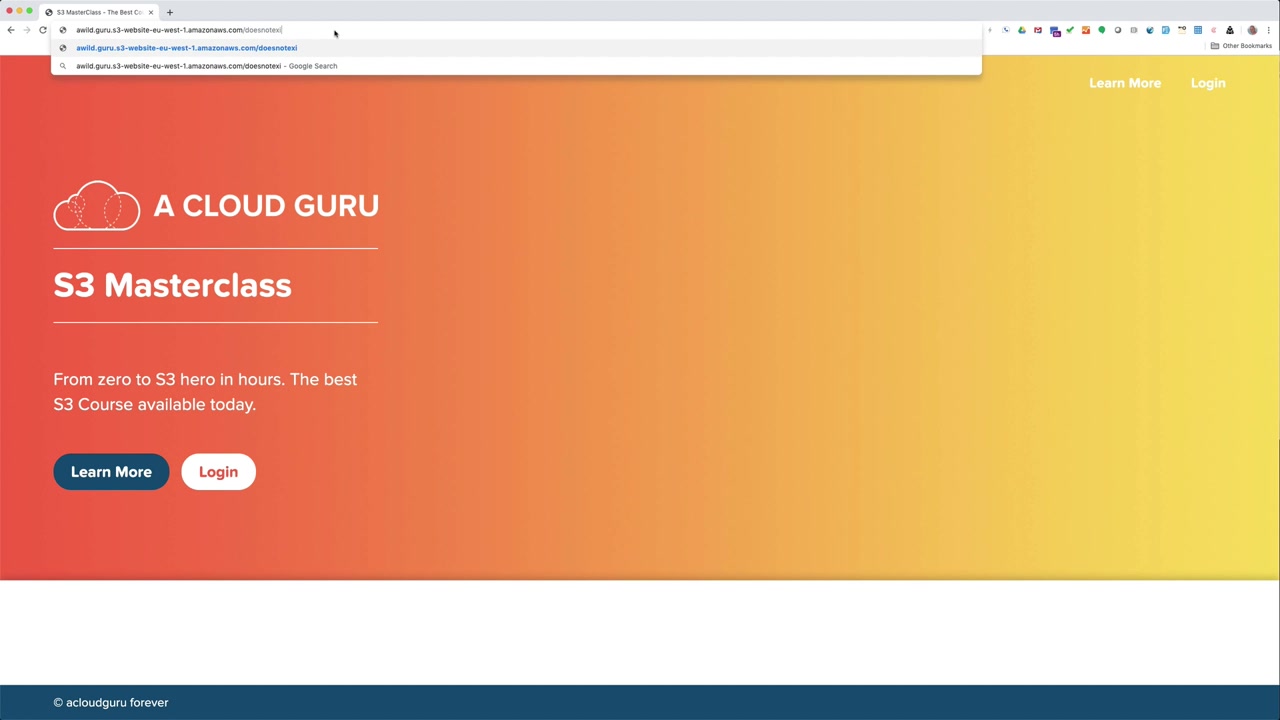 S3 MasterClass - The Best Co
awild.guru.s3-website-eu-west-1.amazonaws.com/doesnotexi
awild.guru.s3-website-eu-west-1.amazonaws.com/doesnotexi
awild.guru.s3-website-eu-west-1.amazonaws.com/doesnotexi - Google Search
Other Bookmarks
Learn More Login
A CLOUD GURU
S3 Masterclass
From zero to S3 hero in hours. The best
S3 Course available today.
Learn More Login
© acloudguru forever